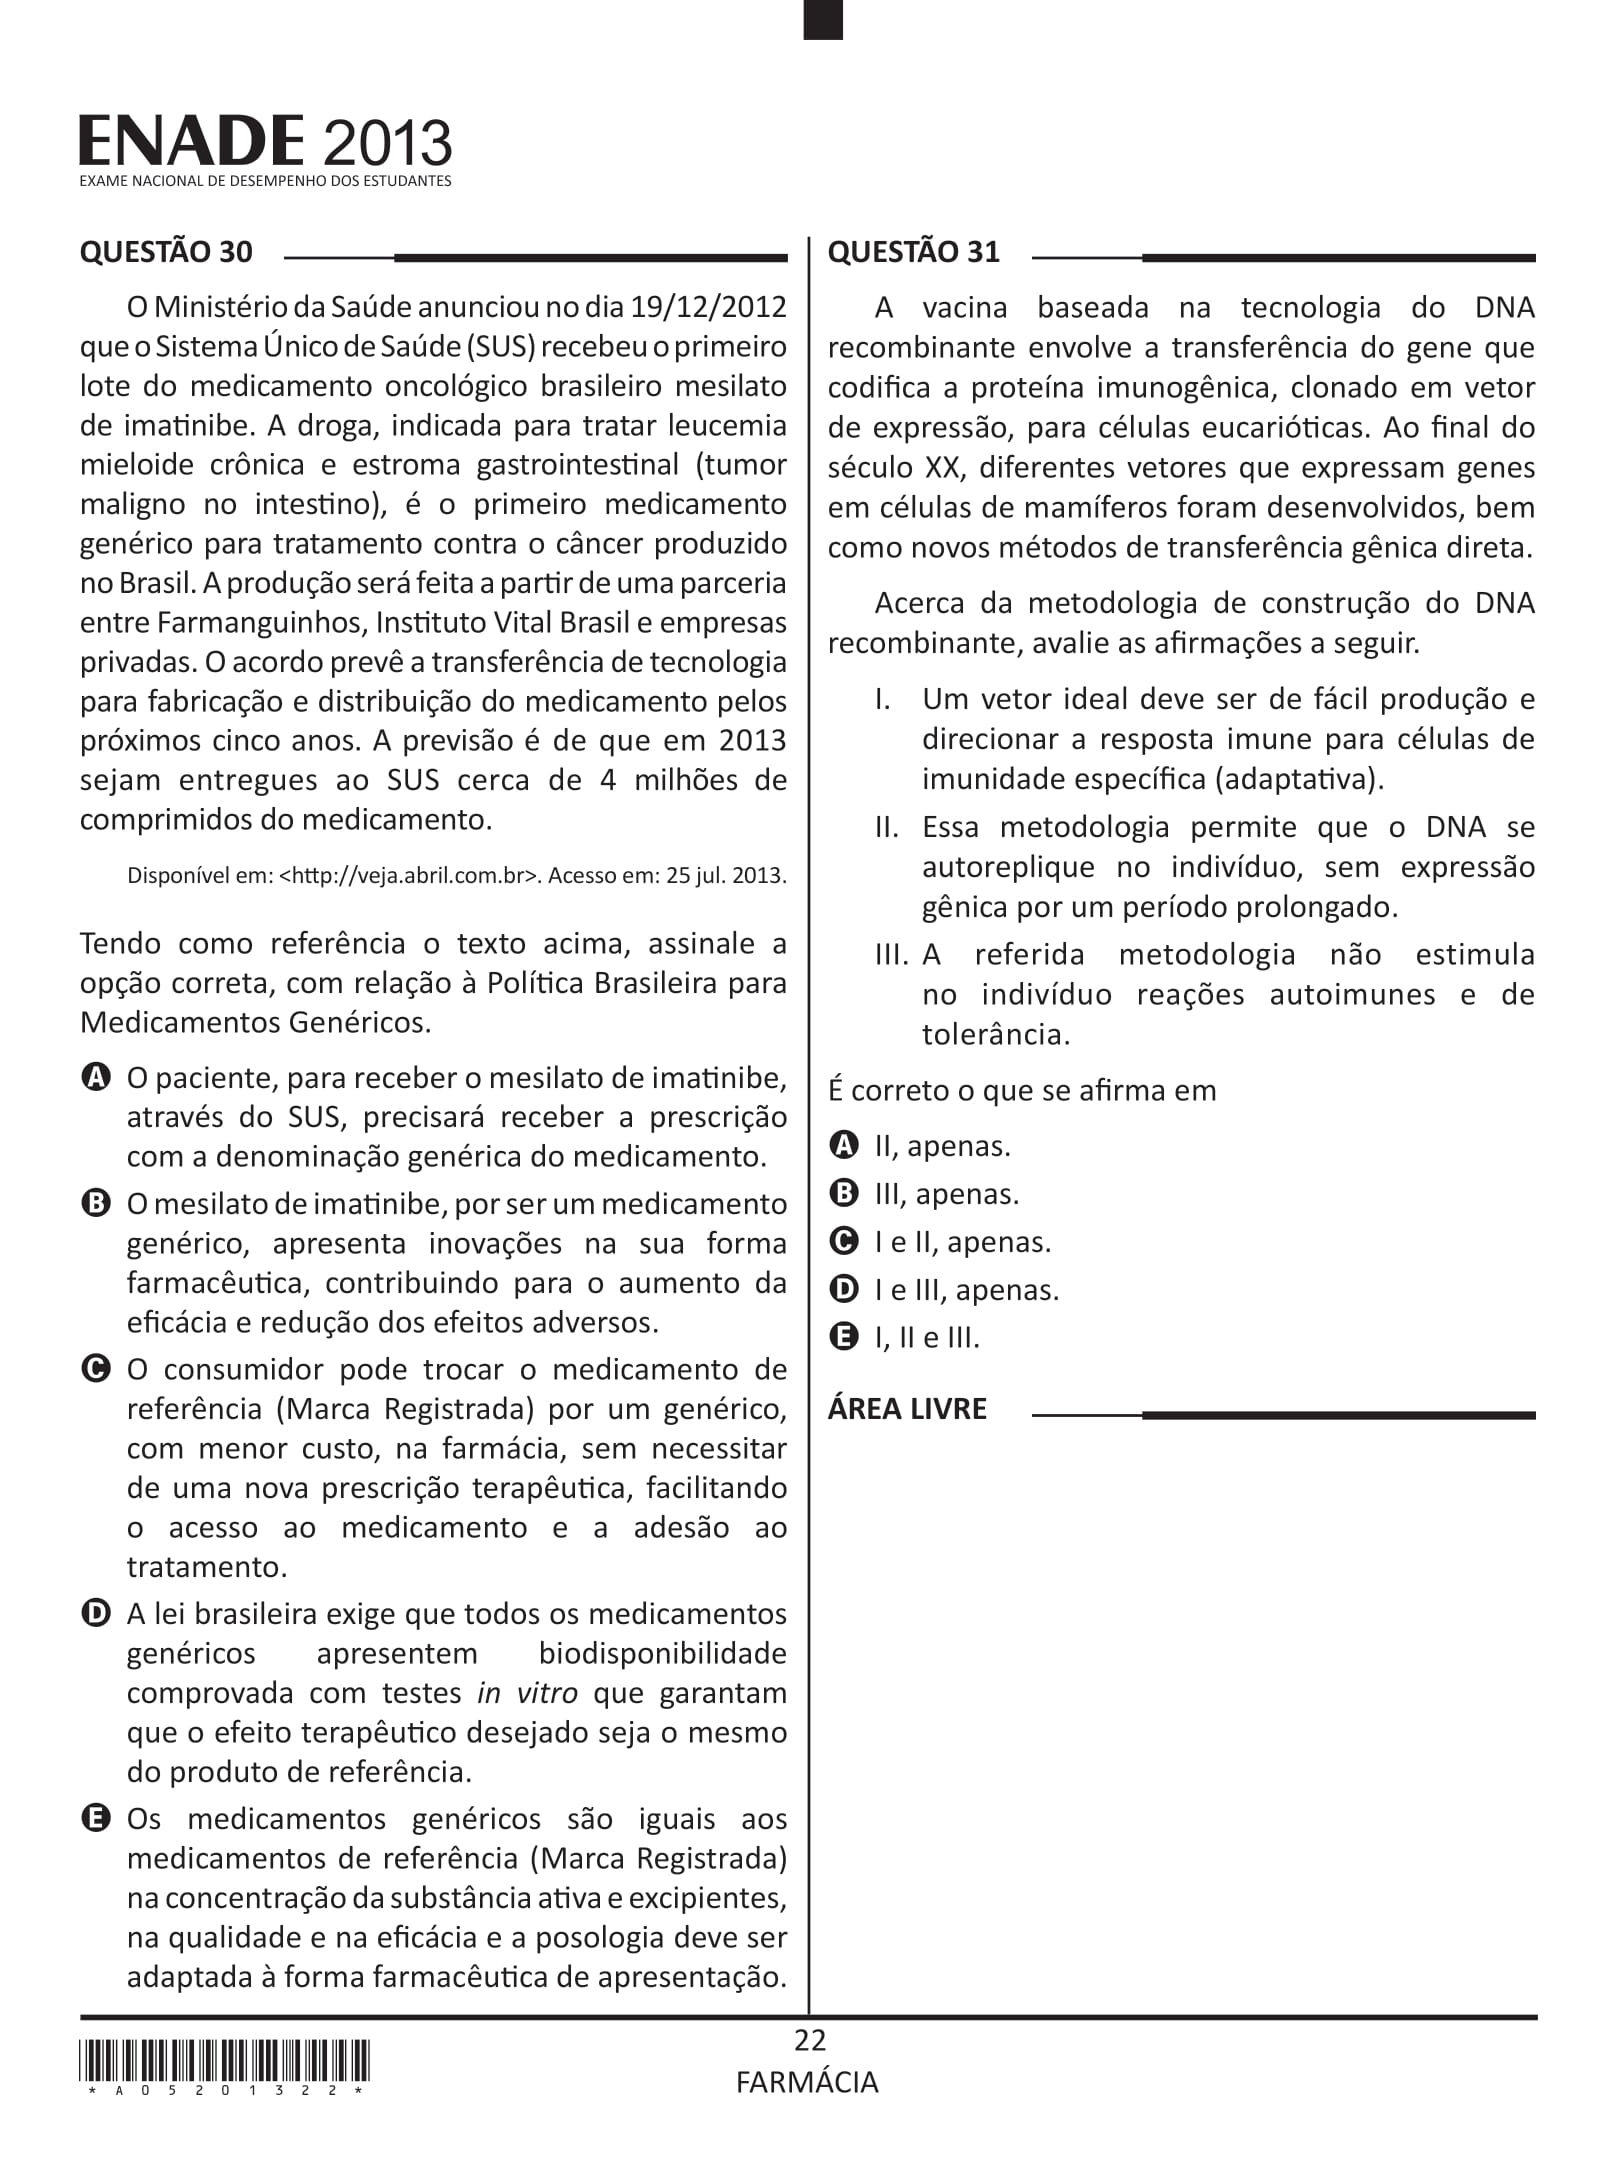 ENADE 2013
EXAME NACIONAL DE DESEMPENHO DOS ESTUDANTES
QUESTÃO 30
O Ministério da Saúde anunciou no dia 19/12/2012
que o Sistema Único de Saúde (SUS) recebeu o primeiro
lote do medicamento oncológico brasileiro mesilato
de imatinibe. A droga, indicada para tratar leucemia
mieloide crônica e estroma gastrointestinal (tumor
maligno no intestino), é o primeiro medicamento
genérico para tratamento contra o câncer produzido
no Brasil. A produção será feita a partir de uma parceria
entre Farmanguinhos, Instituto Vital Brasil e empresas
privadas. O acordo prevê a transferência de tecnologia
para fabricação e distribuição do medicamento pelos
próximos cinco anos. A previsão é de que em 2013
sejam entregues ao SUS cerca de 4 milhões de
comprimidos do medicamento.
Disponível em: <http://veja.abril.com.br>. Acesso em: 25 jul. 2013.
Tendo como referência o texto acima, assinale a
opção correta, com relação à Política Brasileira para
Medicamentos Genéricos.
A O paciente, para receber o mesilato de imatinibe,
através do SUS, precisará receber a prescrição
com a denominação genérica do medicamento.
B O mesilato de imatinibe, por ser um medicamento
genérico, apresenta inovações na sua forma
farmacêutica, contribuindo para o aumento da
eficácia e redução dos efeitos adversos.
C O consumidor pode trocar o medicamento de
referência (Marca Registrada) por um genérico,
com menor custo, na farmácia, sem necessitar
de uma nova prescrição terapêutica, facilitando
o acesso ao medicamento e a adesão ao
tratamento.
D A lei brasileira exige que todos os medicamentos
genéricos apresentem biodisponibilidade
comprovada com testes in vitro que garantam
que o efeito terapêutico desejado seja o mesmo
do produto de referência.
E Os medicamentos genéricos são iguais aos
medicamentos de referência (Marca Registrada)
na concentração da substância ativa e excipientes,
na qualidade e na eficácia e a posologia deve ser
adaptada à forma farmacêutica de apresentação.
QUESTÃO 31
A vacina baseada na tecnologia do DNA
recombinante envolve a transferência do gene que
codifica a proteína imunogênica, clonado em vetor
de expressão, para células eucarióticas. Ao final do
século XX, diferentes vetores que expressam genes
em células de mamíferos foram desenvolvidos, bem
como novos métodos de transferência gênica direta.
Acerca da metodologia de construção do DNA
recombinante, avalie as afirmações a seguir.
I. Um vetor ideal deve ser de fácil produção e
direcionar a resposta imune para células de
imunidade específica (adaptativa).
II. Essa metodologia permite que o DNA se
autoreplique no indivíduo, sem expressão
gênica por um período prolongado.
III. A referida metodologia não estimula
no indivíduo reações autoimunes e de
tolerância.
É correto o que se afirma em
A II, apenas.
B III, apenas.
C I e II, apenas.
D I e III, apenas.
E I, II e III.
ÁREA LIVRE
*A05201322*
22
FARMÁCIA